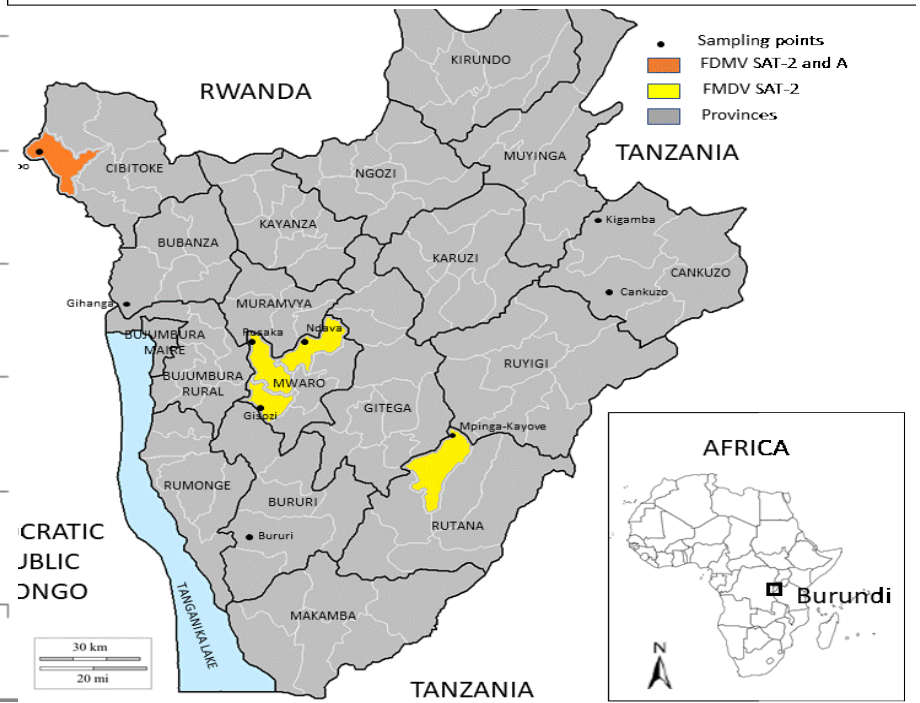 KIRUNDO
Sampling points
FDMV SAT-2 and A
FMDV SAT-2
Provinces
RWANDA
TANZANIA
MUYINGA
CIBITOKE
NGOZI
KAYANZA
Kigamba
BUBANZA
KARUZI
CANKUZO
Cankuzo
Gihanga
MURAMVYA
BUJUMBURA
MAIRE
Rusaka
Ndava
RUYIGI
BUJUMBURA
RURAL
MWARO
GITEGA
Gisozi
Mpinga-Kayove
RUMONGE
BURURI
RUTANA
Bururi
CRATIC
UBLIC
ONGO
TANGANIKA LAKE
MAKAMBA
30 km
20 mi
TANZANIA
AFRICA
Burundi
N